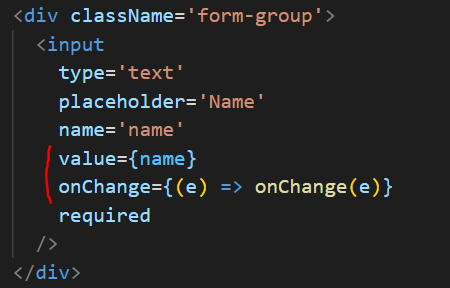 <div className='form-group'>
<input
type='text'
placeholder='Name'
name='name'
value={name}
onChange={(e) => onChange(e)}
required
/>
</div>